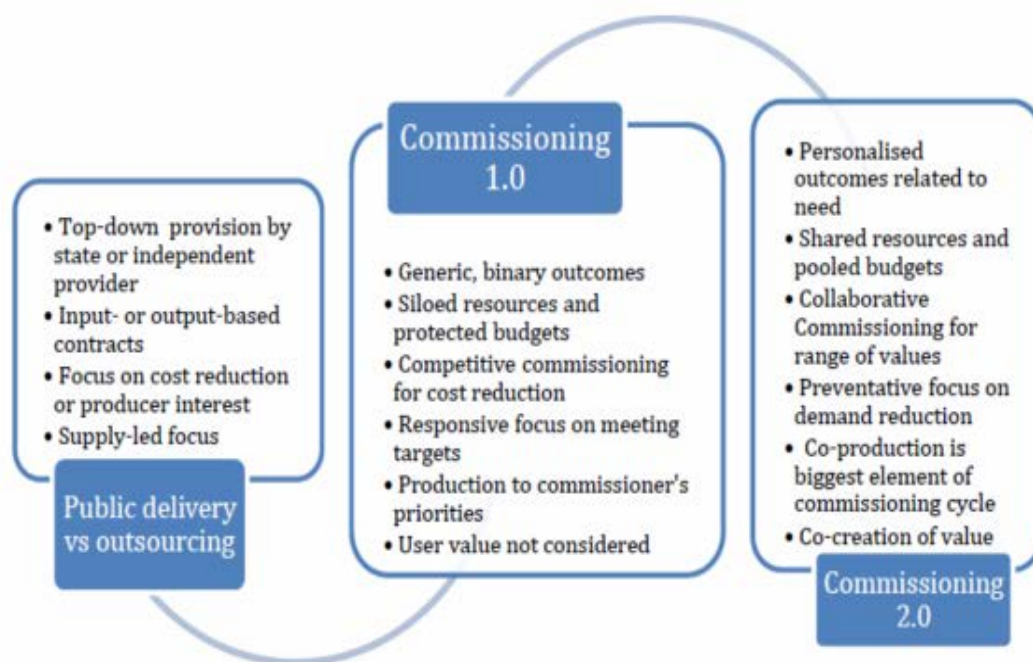 • Top-down provision by
state or independent
provider
• Input- or output-based
contracts
• Focus on cost reduction
or producer interest
• Supply-led focus
Public delivery
vs outsourcing
Commissioning
1.0
• Generic, binary outcomes
• Siloed resources and
protected budgets
• Competitive commissioning
for cost reduction
• Responsive focus on meeting
targets
• Production to commissioner's
priorities
• User value not considered
• Personalised
outcomes related to
need
• Shared resources and
pooled budgets
• Collaborative
Commissioning for
range of values
• Preventative focus on
demand reduction
• Co-production is
biggest element of
commissioning cycle
• Co-creation of value
Commissioning
2.0